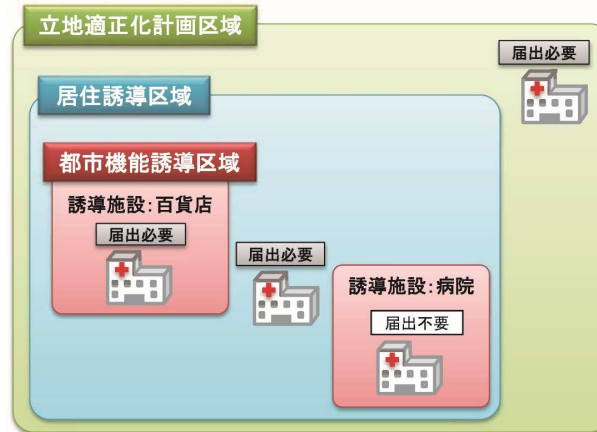 立地適正化計画区域
届出必要
居住誘導区域
都市機能誘導区域
誘導施設:百貨店
届出必要
届出必要
誘導施設:病院
届出不要